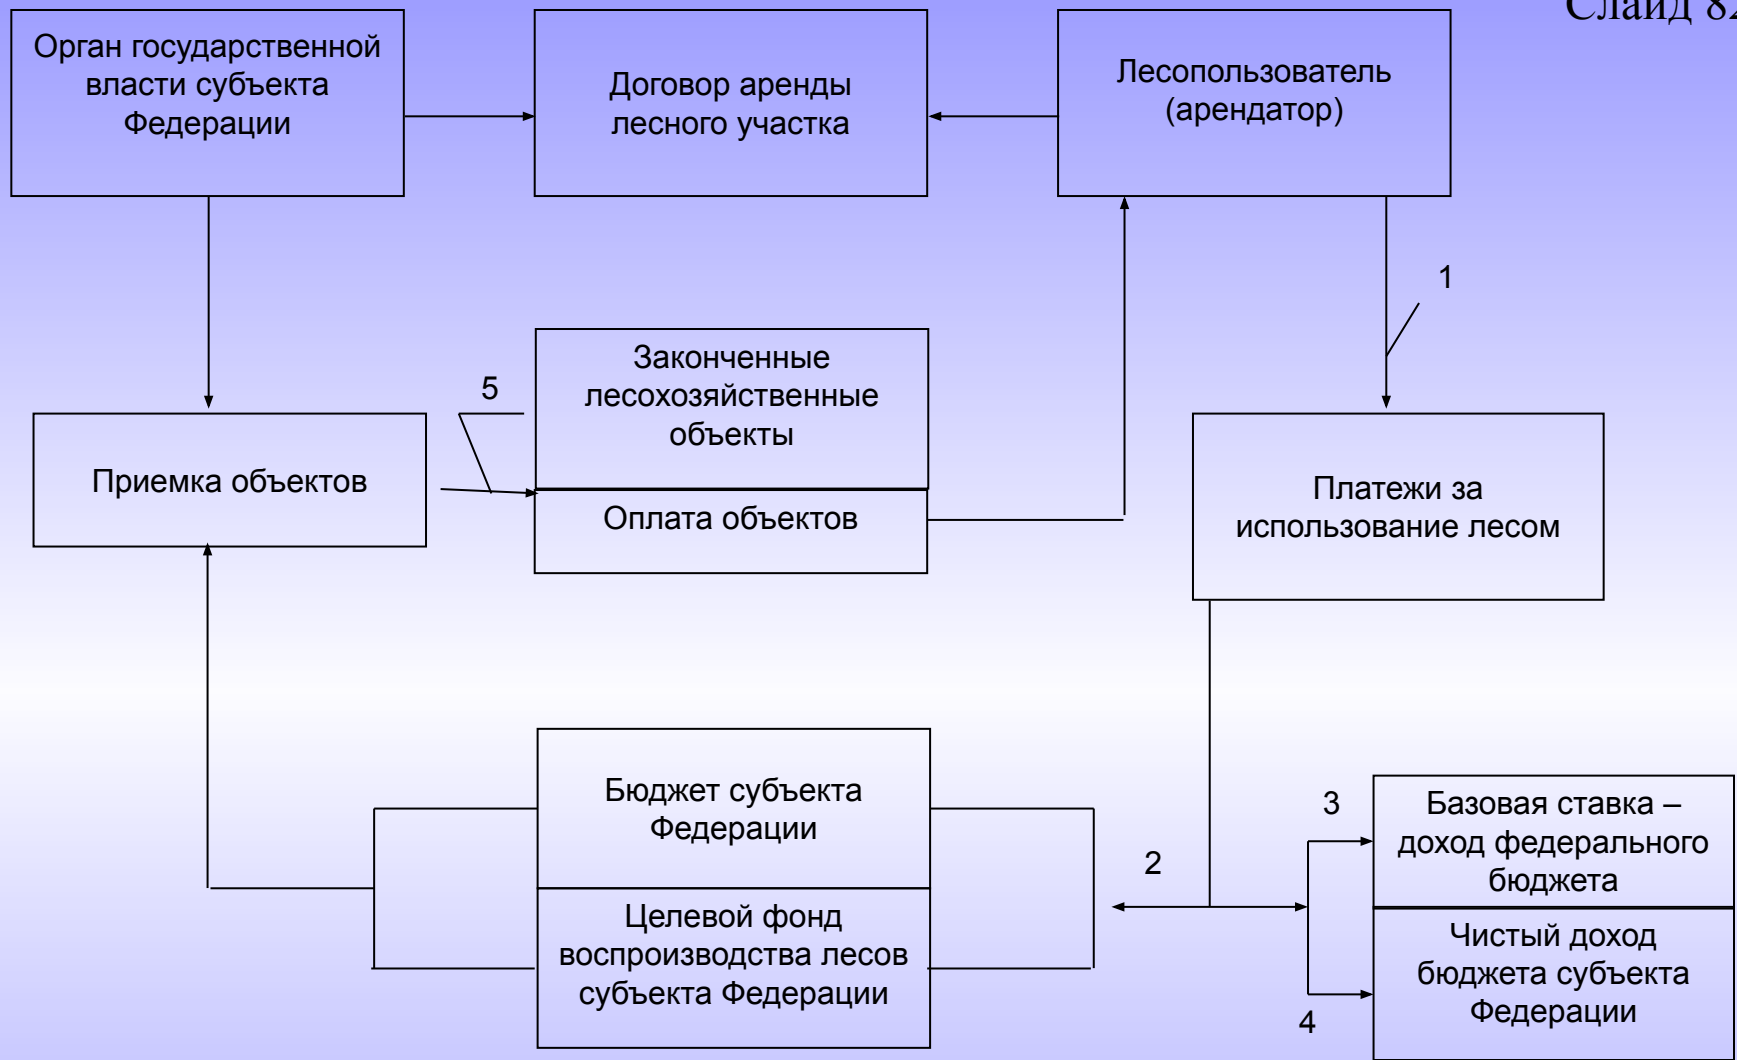 Слайд 82
Орган государственной
власти субъекта
Федерации
Договор аренды
лесного участка
Лесопользователь
(арендатор)
1
Законченные
лесохозяйственные
объекты
5
Приемка объектов
Оплата объектов
Платежи за
использование лесом
Бюджет субъекта
Федерации
2
3
Базовая ставка –
доход федерального
бюджета
Целевой фонд
воспроизводства лесов
субъекта Федерации
Чистый доход
бюджета субъекта
Федерации
4